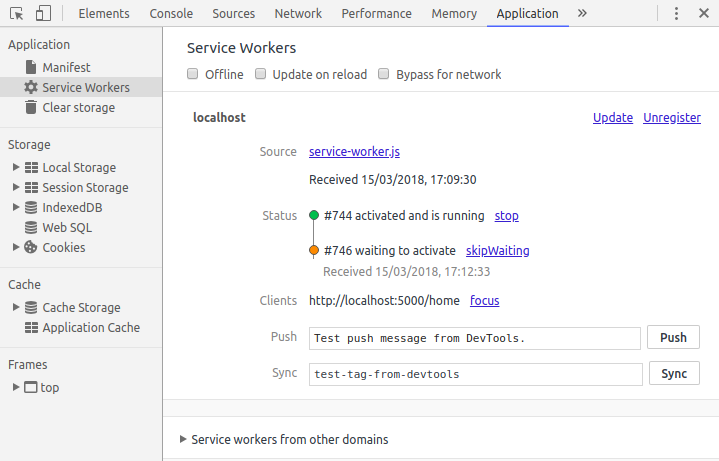 Elements Console Sources Network Performance Memory Application »
Application
Manifest
Service Workers
Clear storage
Storage
Local Storage
Session Storage
IndexedDB
Web SQL
Cookies
Cache
Cache Storage
Application Cache
Frames
top
Service Workers
Offline Update on reload Bypass for network
localhost Update Unregister
Source service-worker.js
Received 15/03/2018, 17:09:30
Status #744 activated and is running stop
#746 waiting to activate skipWaiting
Received 15/03/2018, 17:12:33
Clients http://localhost:5000/home focus
Push Test push message from DevTools. Push
Sync test-tag-from-devtools Sync
Service workers from other domains